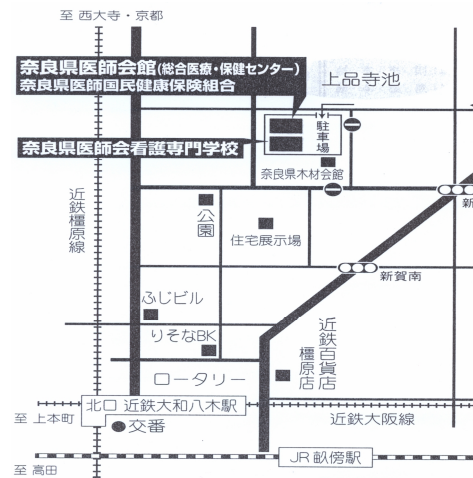 至 西大寺・京都
奈良県医師会館(総合医療・保健センター)
奈良県医師国民健康保険組合
上品寺池
駐車場
奈良県医師会看護専門学校
奈良県木材会館
近鉄橿原線
公園
住宅展示場
新
新賀南
ふじビル
りそなBK
近鉄百貨店
橿原店
ロータリー
北口 近鉄大和八木駅
至 上本町
交番
近鉄大阪線
JR畝傍駅
至 高田